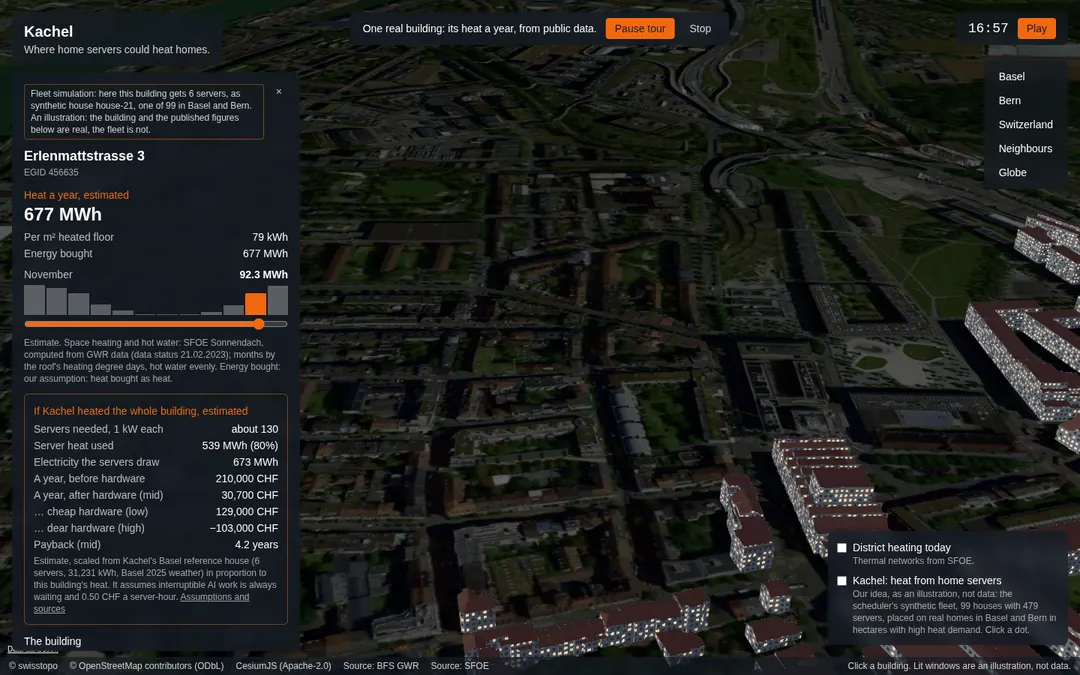 Kachel
Where home servers could heat homes.
One real building: its heat a year, from public data.
Pause tour
Stop
16:57
Play
Basel
Bern
Switzerland
Neighbours
Globe
Fleet simulation: here this building gets 6 servers, as
synthetic house house-21, one of 99 in Basel and Bern.
An illustration: the building and the published figures
below are real, the fleet is not.
×
Erlenmattstrasse 3
EGID 456635
Heat a year, estimated
677 MWh
Per m² heated floor 79 kWh
Energy bought 677 MWh
November 92.3 MWh
Estimate. Space heating and hot water: SFOE Sonnendach,
computed from GWR data (data status 21.02.2023); months by
the roof's heating degree days, hot water evenly. Energy bought:
our assumption: heat bought as heat.
If Kachel heated the whole building, estimated
Servers needed, 1 kW each about 130
Server heat used 539 MWh (80%)
Electricity the servers draw 673 MWh
A year, before hardware 210,000 CHF
A year, after hardware (mid) 30,700 CHF
… cheap hardware (low) 129,000 CHF
… dear hardware (high) −103,000 CHF
Payback (mid) 4.2 years
Estimate, scaled from Kachel's Basel reference house (6
servers, 31,231 kWh, Basel 2025 weather) in proportion to
this building's heat. It assumes interruptible AI work is always
waiting and 0.50 CHF a server-hour. Assumptions and
sources
The building
District heating today
Thermal networks from SFOE.
Kachel: heat from home servers
Our idea, as an illustration, not data: the
scheduler's synthetic fleet, 99 houses with 479
servers, placed on real homes in Basel and Bern in
hectares with high heat demand. Click a dot.
© swisstopo © OpenStreetMap contributors (ODbL) CesiumJS (Apache-2.0) Source: BFS GWR Source: SFOE
Click a building. Lit windows are an illustration, not data.